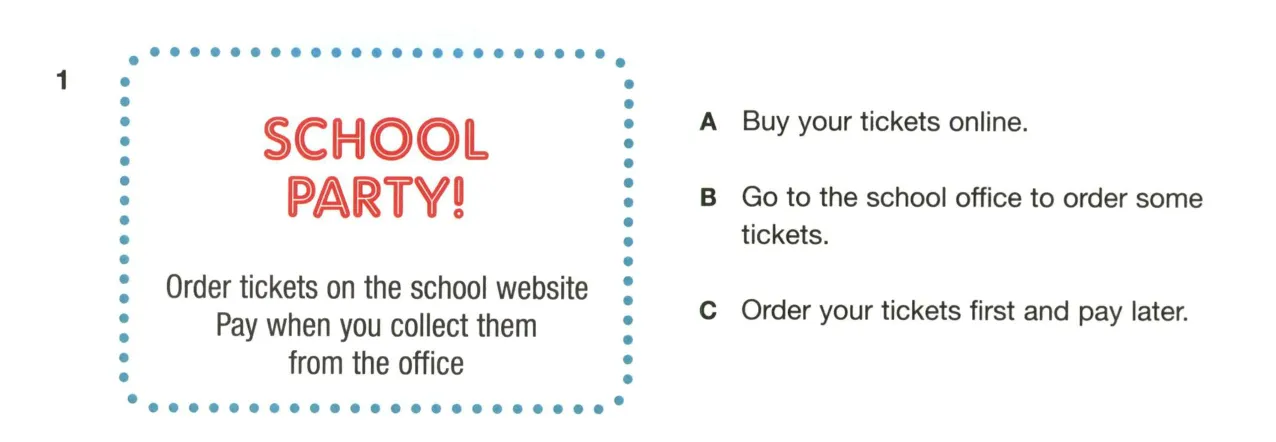 1
SCHOOL
PARTY!
Order tickets on the school website
Pay when you collect them
from the office
A Buy your tickets online.
B Go to the school office to order some
tickets.
C Order your tickets first and pay later.